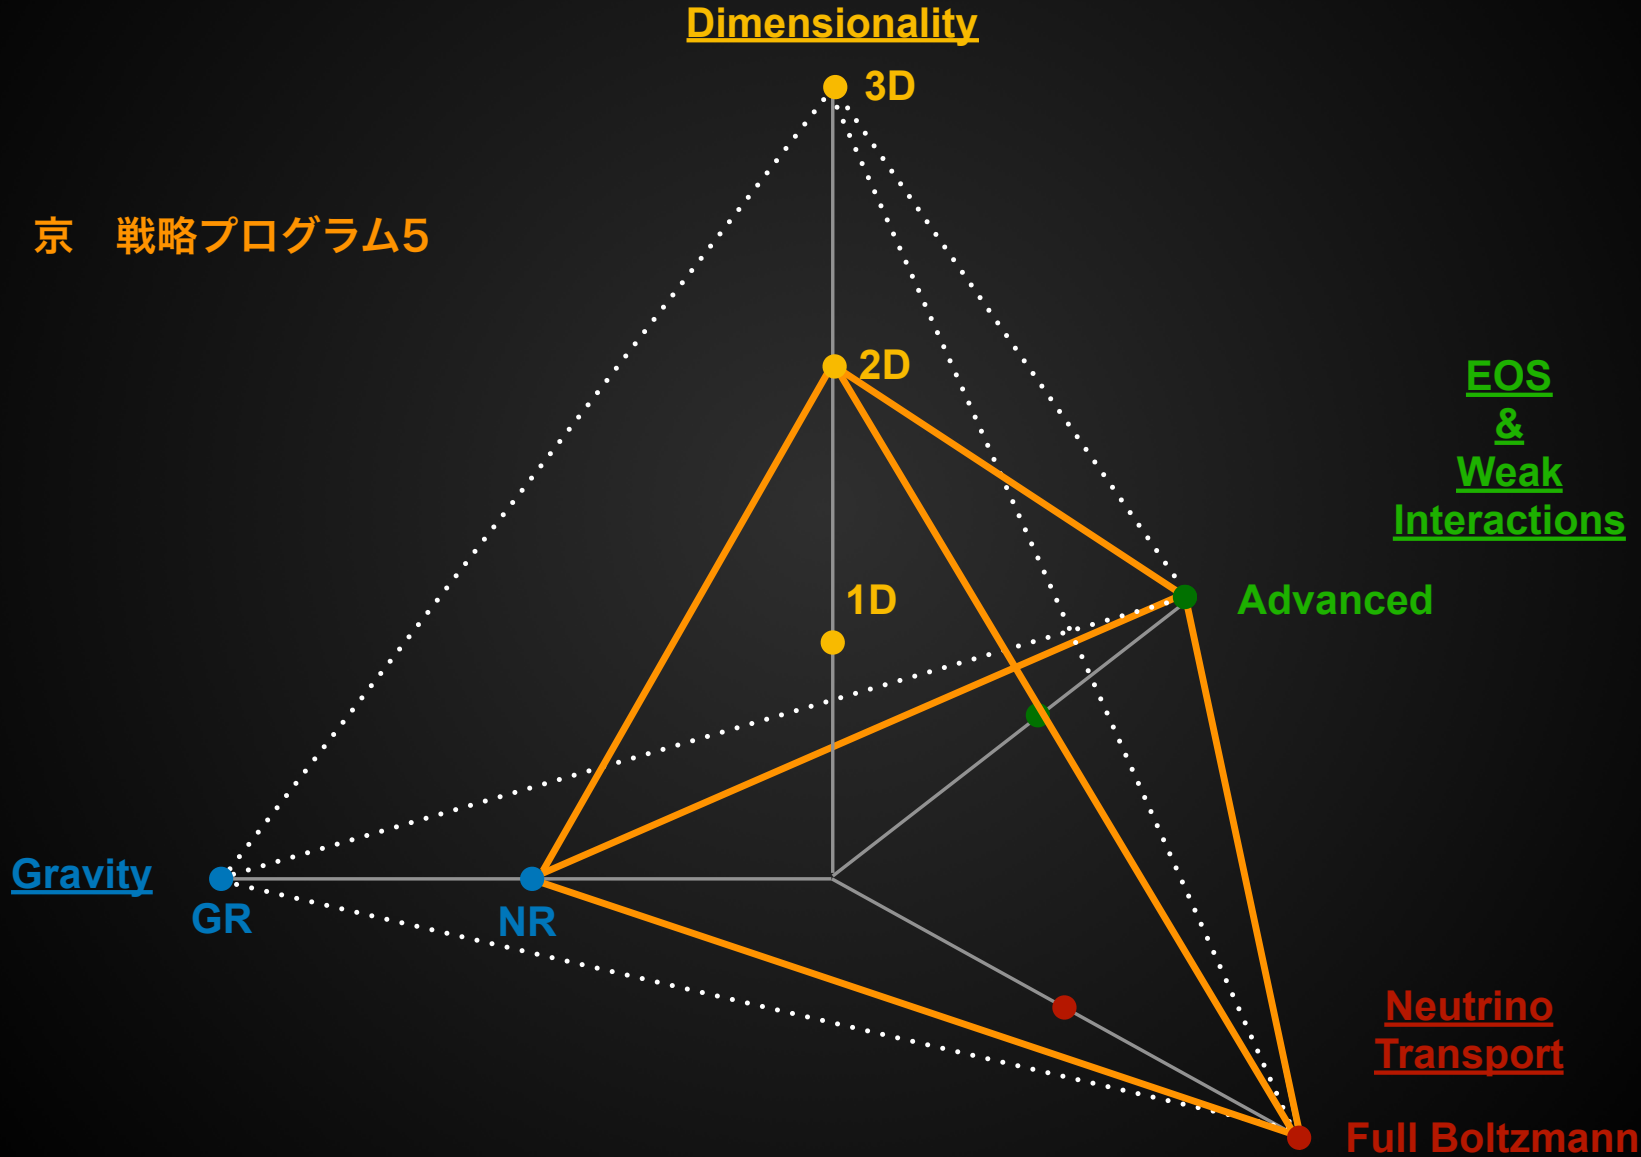 Dimensionality
3D
京　戦略プログラム5
2D
EOS
&
Weak
Interactions
1D
Advanced
Gravity
GR
NR
Neutrino
Transport
Full Boltzmann